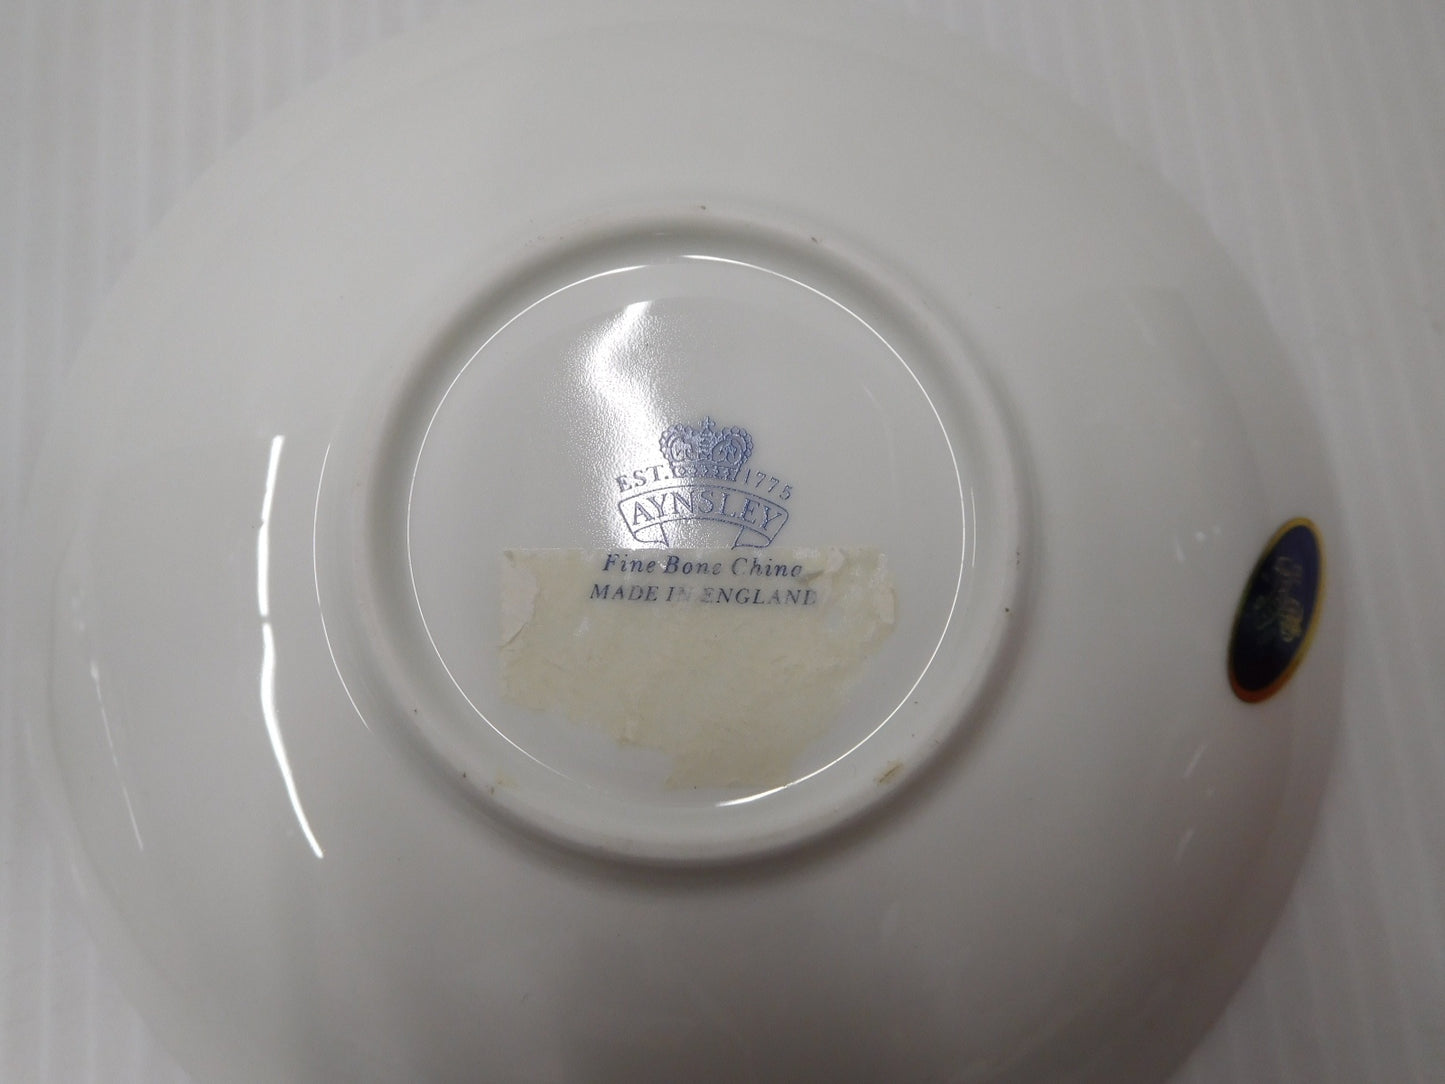 EST. 1775
AYNSLEY
Fine Bone China
MADE IN ENGLAND